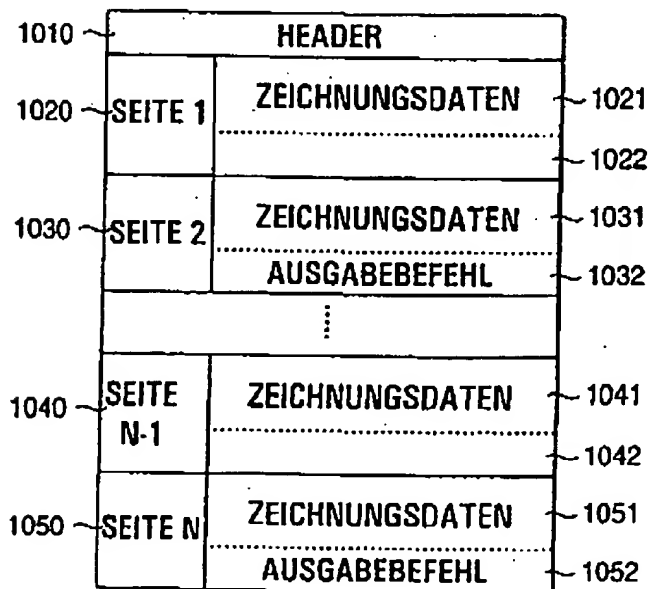 1010 HEADER
ZEICHNUNGSDATEN 1021
1020 SEITE 1
1022
ZEICHNUNGSDATEN 1031
1030 SEITE 2
AUSGABEBEFEHL 1032
1040 SEITE ZEICHNUNGSDATEN 1041
N-1
1042
ZEICHNUNGSDATEN 1051
1050 SEITE N
AUSGABEBEFEHL 1052